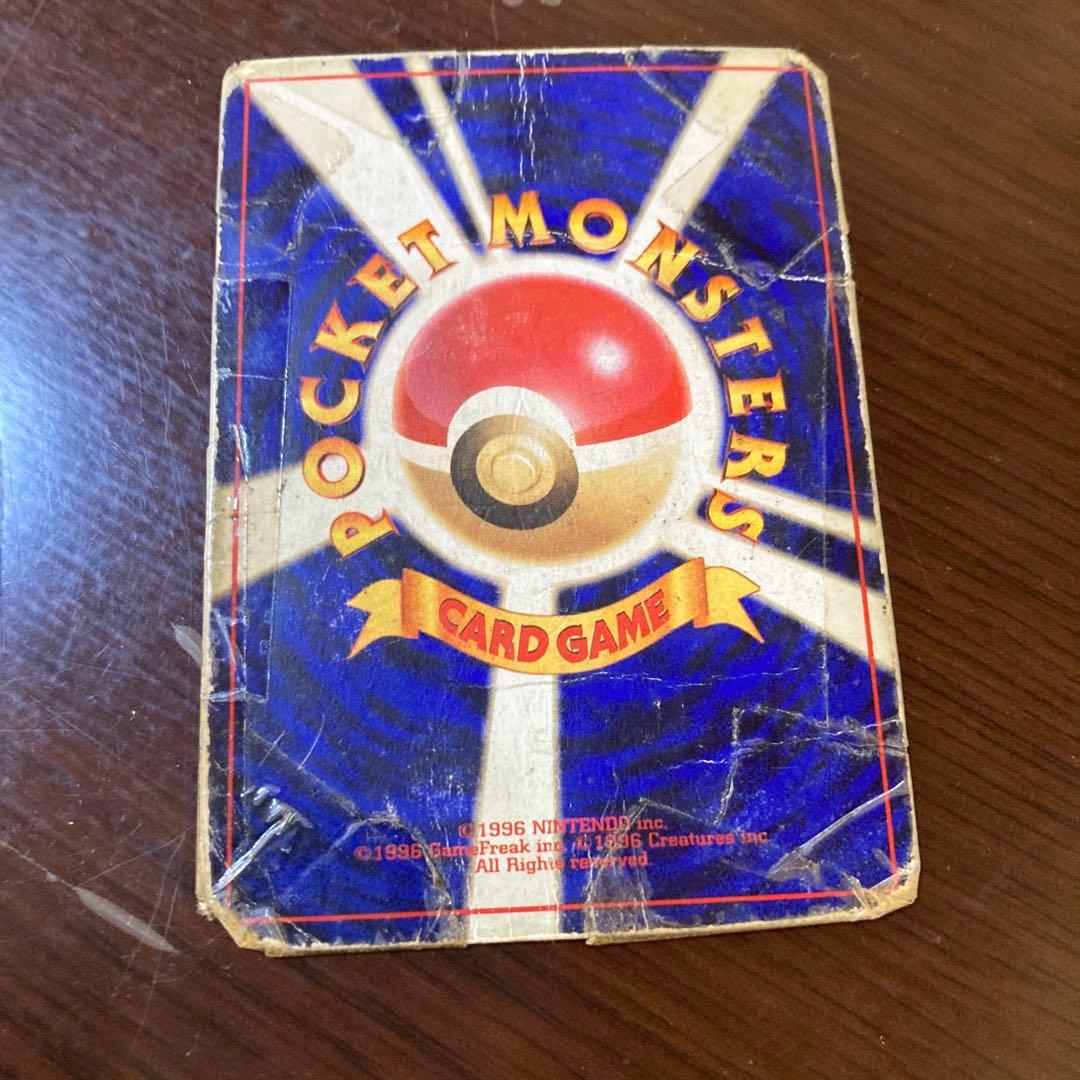 POCKET MONSTERS
CARD GAME
©1996 NINTENDO inc.
©1996 GameFreak inc. ©1996 Creatures inc.
All Rights reserved.